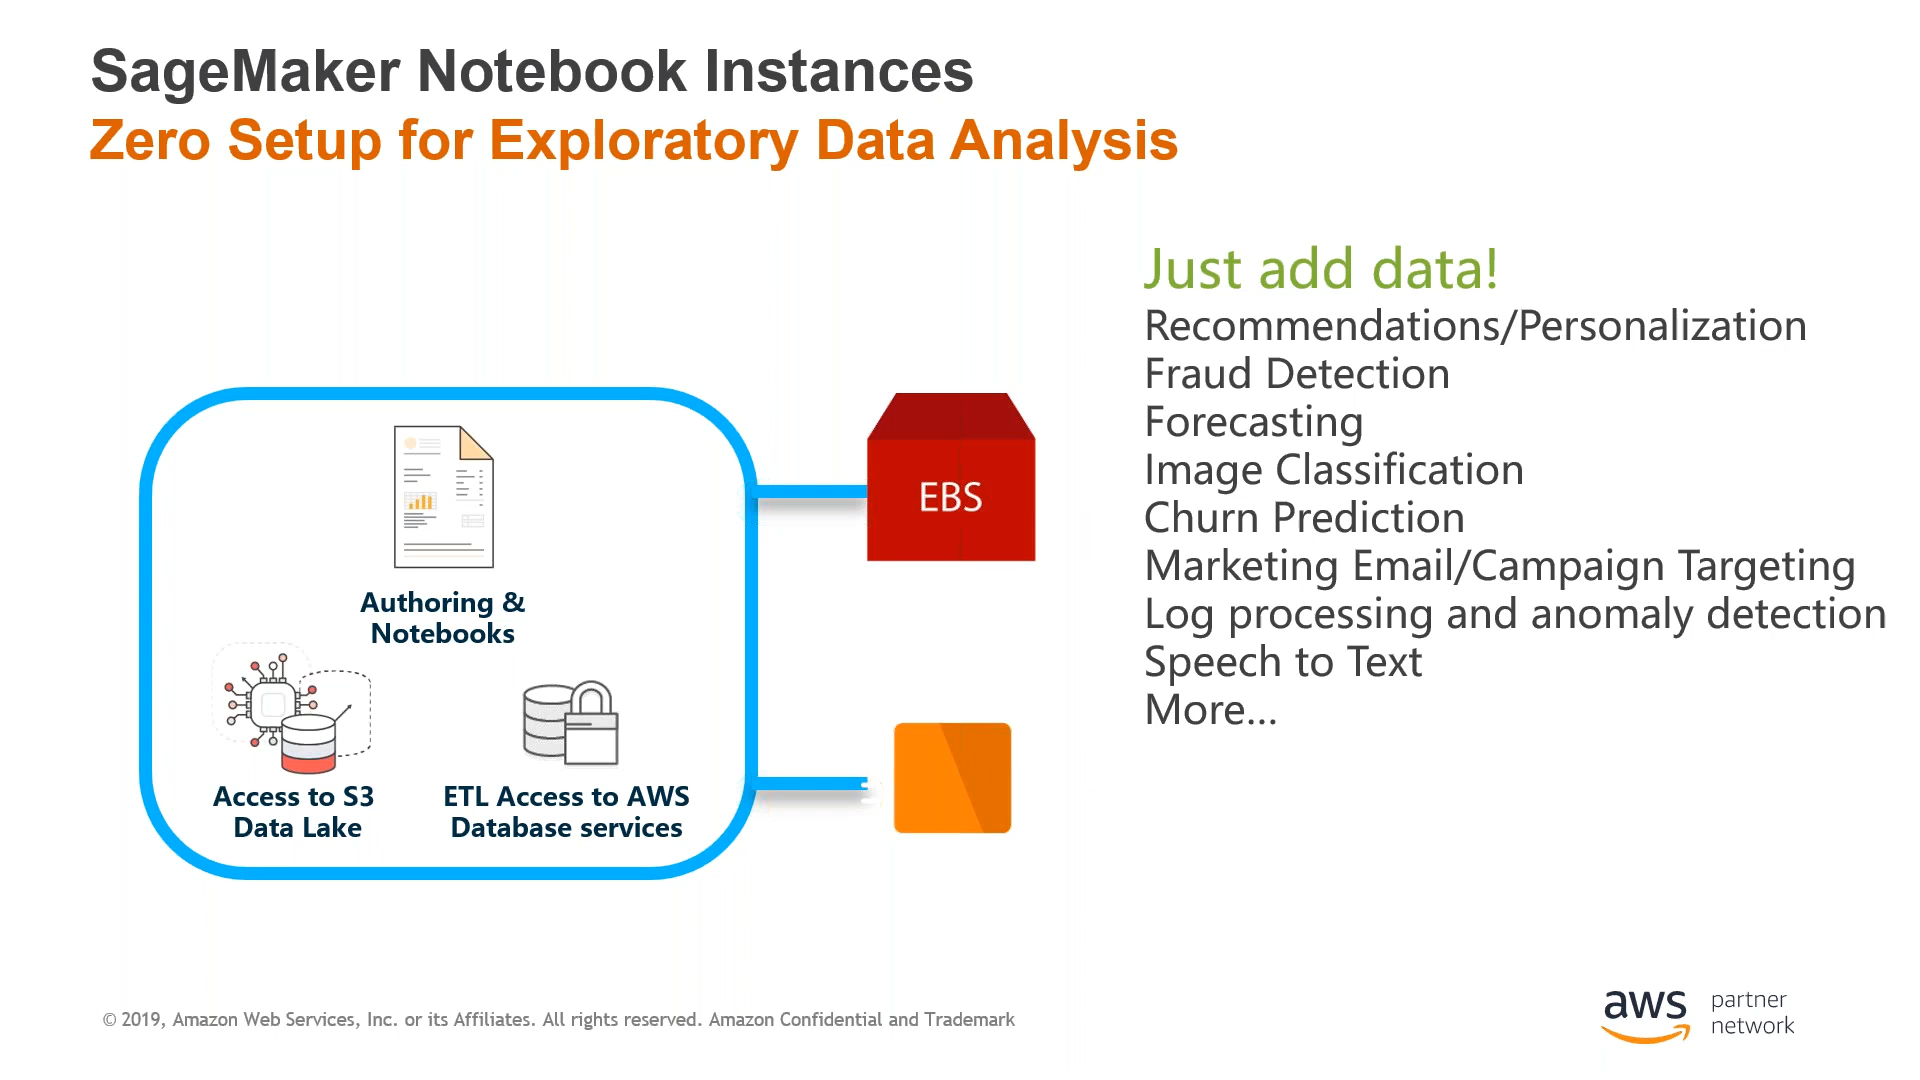 SageMaker Notebook Instances
Zero Setup for Exploratory Data Analysis
Authoring &
Notebooks
Access to S3
Data Lake
ETL Access to AWS
Database services
EBS
Just add data!
Recommendations/Personalization
Fraud Detection
Forecasting
Image Classification
Churn Prediction
Marketing Email/Campaign Targeting
Log processing and anomaly detection
Speech to Text
More...
© 2019, Amazon Web Services, Inc. or its Affiliates. All rights reserved. Amazon Confidential and Trademark
aws partner
network